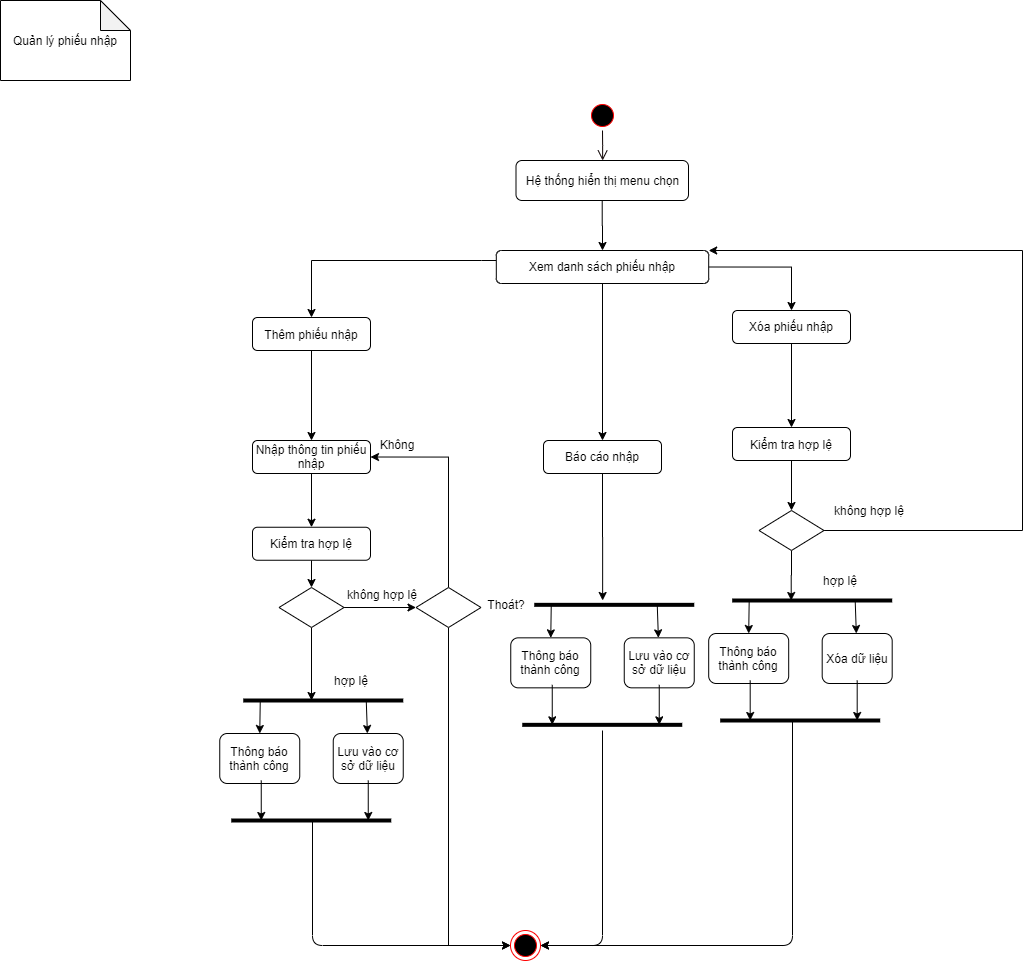 Quản lý phiếu nhập
Hệ thống hiển thị menu chọn
Xem danh sách phiếu nhập
Thêm phiếu nhập
Xóa phiếu nhập
Không
Nhập thông tin phiếu
nhập
Báo cáo nhập
Kiểm tra hợp lệ
không hợp lệ
Kiểm tra hợp lệ
không hợp lệ
Thoát?
hợp lệ
hợp lệ
Thông báo
thành công
Lưu vào cơ
sở dữ liệu
Thông báo
thành công
Xóa dữ liệu
Thông báo
thành công
Lưu vào cơ
sở dữ liệu